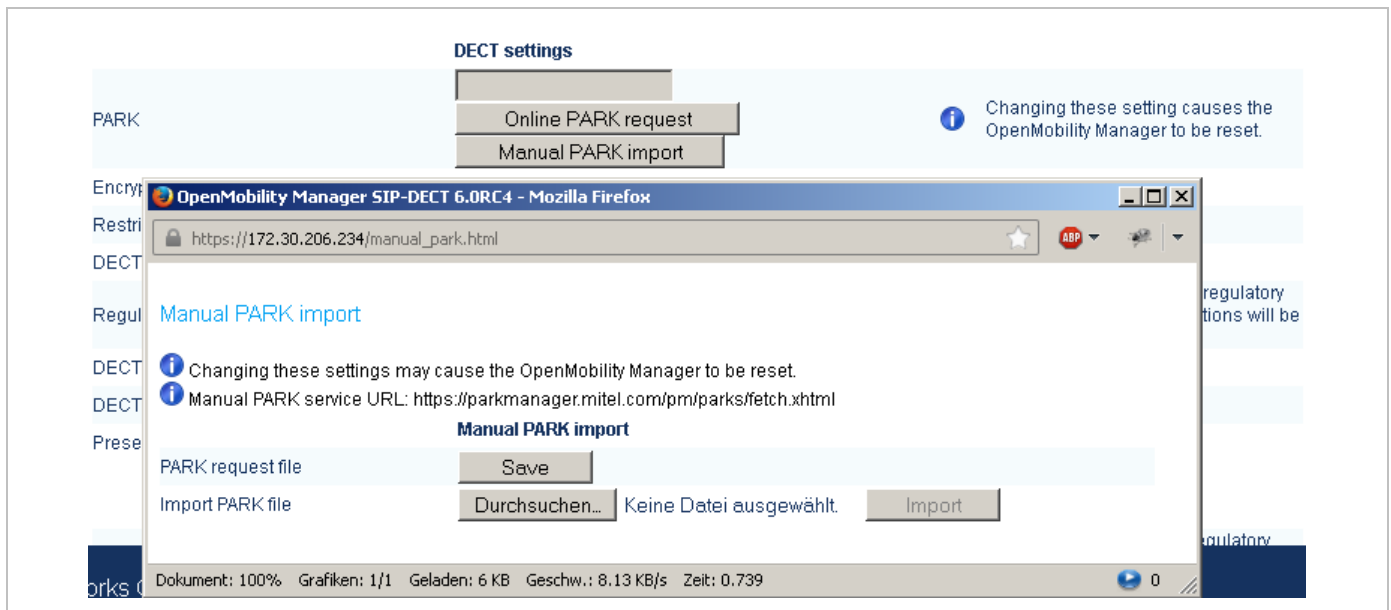 DECT settings
PARK
Online PARK request
Manual PARK import
Changing these setting causes the
OpenMobility Manager to be reset.
Encryp
OpenMobility Manager SIP-DECT 6.0RC4 - Mozilla Firefox
Restri
https://172.30.206.234/manual_park.html
ABP
DECT
Regul
regulatory
tions will be
Manual PARK import
DECT
Changing these settings may cause the OpenMobility Manager to be reset.
DECT
Manual PARK service URL: https://parkmanager.mitel.com/pm/parks/fetch.xhtml
Prese
Manual PARK import
PARK request file
Save
Import PARK file
Durchsuchen... Keine Datei ausgewählt. Import
regulatory
orks
Dokument: 100% Grafiken: 1/1 Geladen: 6 KB Geschw.: 8.13 KB/s Zeit: 0.739 0